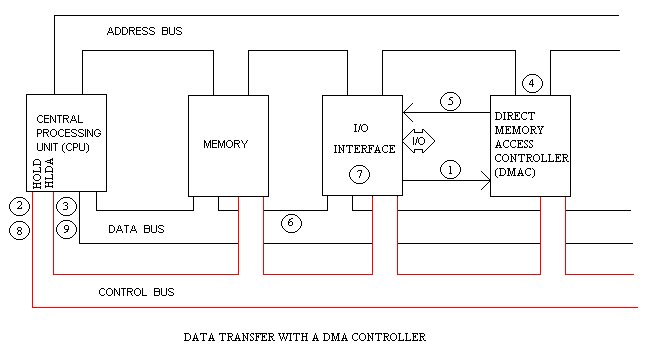 ADDRESS BUS
4
5
CENTRAL
PROCESSING
UNIT (CPU)
HOLD
HLDA
MEMORY
I/O
INTERFACE
I/O
DIRECT
MEMORY
ACCESS
CONTROLLER
(DMAC)
7
1
2
3
8
9
6
DATA BUS
CONTROL BUS
DATA TRANSFER WITH A DMA CONTROLLER